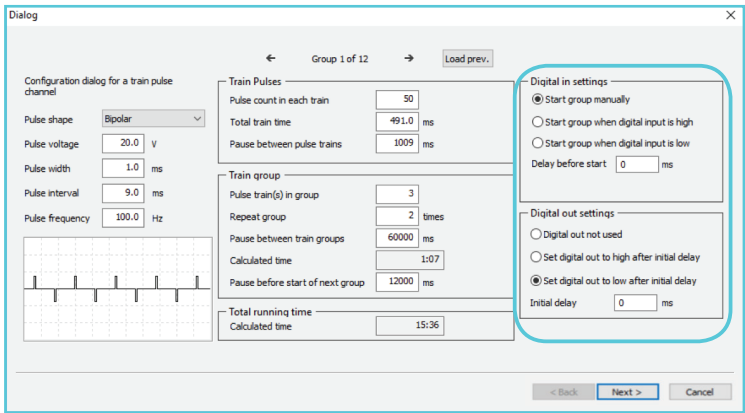 Dialog
Group 1 of 12
Load prev.
Configuration dialog for a train pulse
channel
Pulse shape Bipolar
Pulse voltage 20.0 V
Pulse width 1.0 ms
Pulse interval 9.0 ms
Pulse frequency 100.0 Hz
Train Pulses
Pulse count in each train 50
Total train time 491.0 ms
Pause between pulse trains 1009 ms
Train group
Pulse train(s) in group 3
Repeat group 2 times
Pause between train groups 60000 ms
Calculated time 1:07
Pause before start of next group 12000 ms
Total running time
Calculated time 15:36
Digital in settings
Start group manually
Start group when digital input is high
Start group when digital input is low
Delay before start 0 ms
Digital out settings
Digital out not used
Set digital out to high after initial delay
Set digital out to low after initial delay
Initial delay 0 ms
< Back Next > Cancel